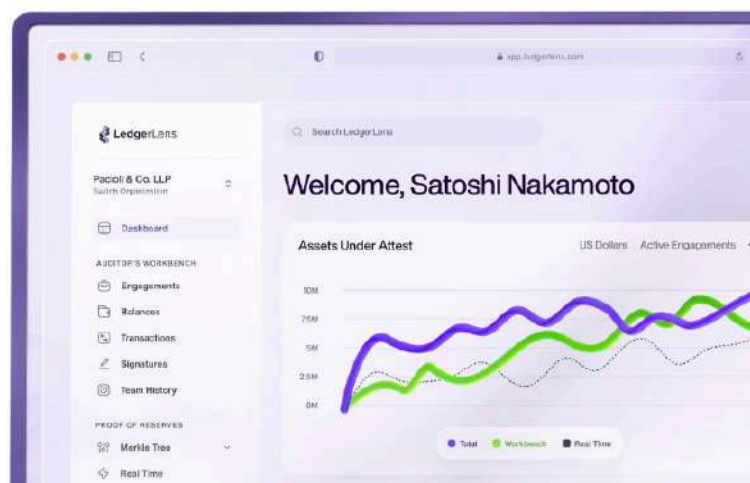 app.ledgerlens.com
LedgerLens
Search LedgerLens
Pacioli & Co. LLP
Switch Organization
Welcome, Satoshi Nakamoto
Dashboard
Assets Under Attest
US Dollars
Active Engagements
AUDITOR'S WORKBENCH
Engagements
Balances
Transactions
Signatures
Team History
PROOF OF RESERVES
Merkle Tree
Real Time
10M
7.5M
5M
2.5M
0M
Total
Workbench
Real Time